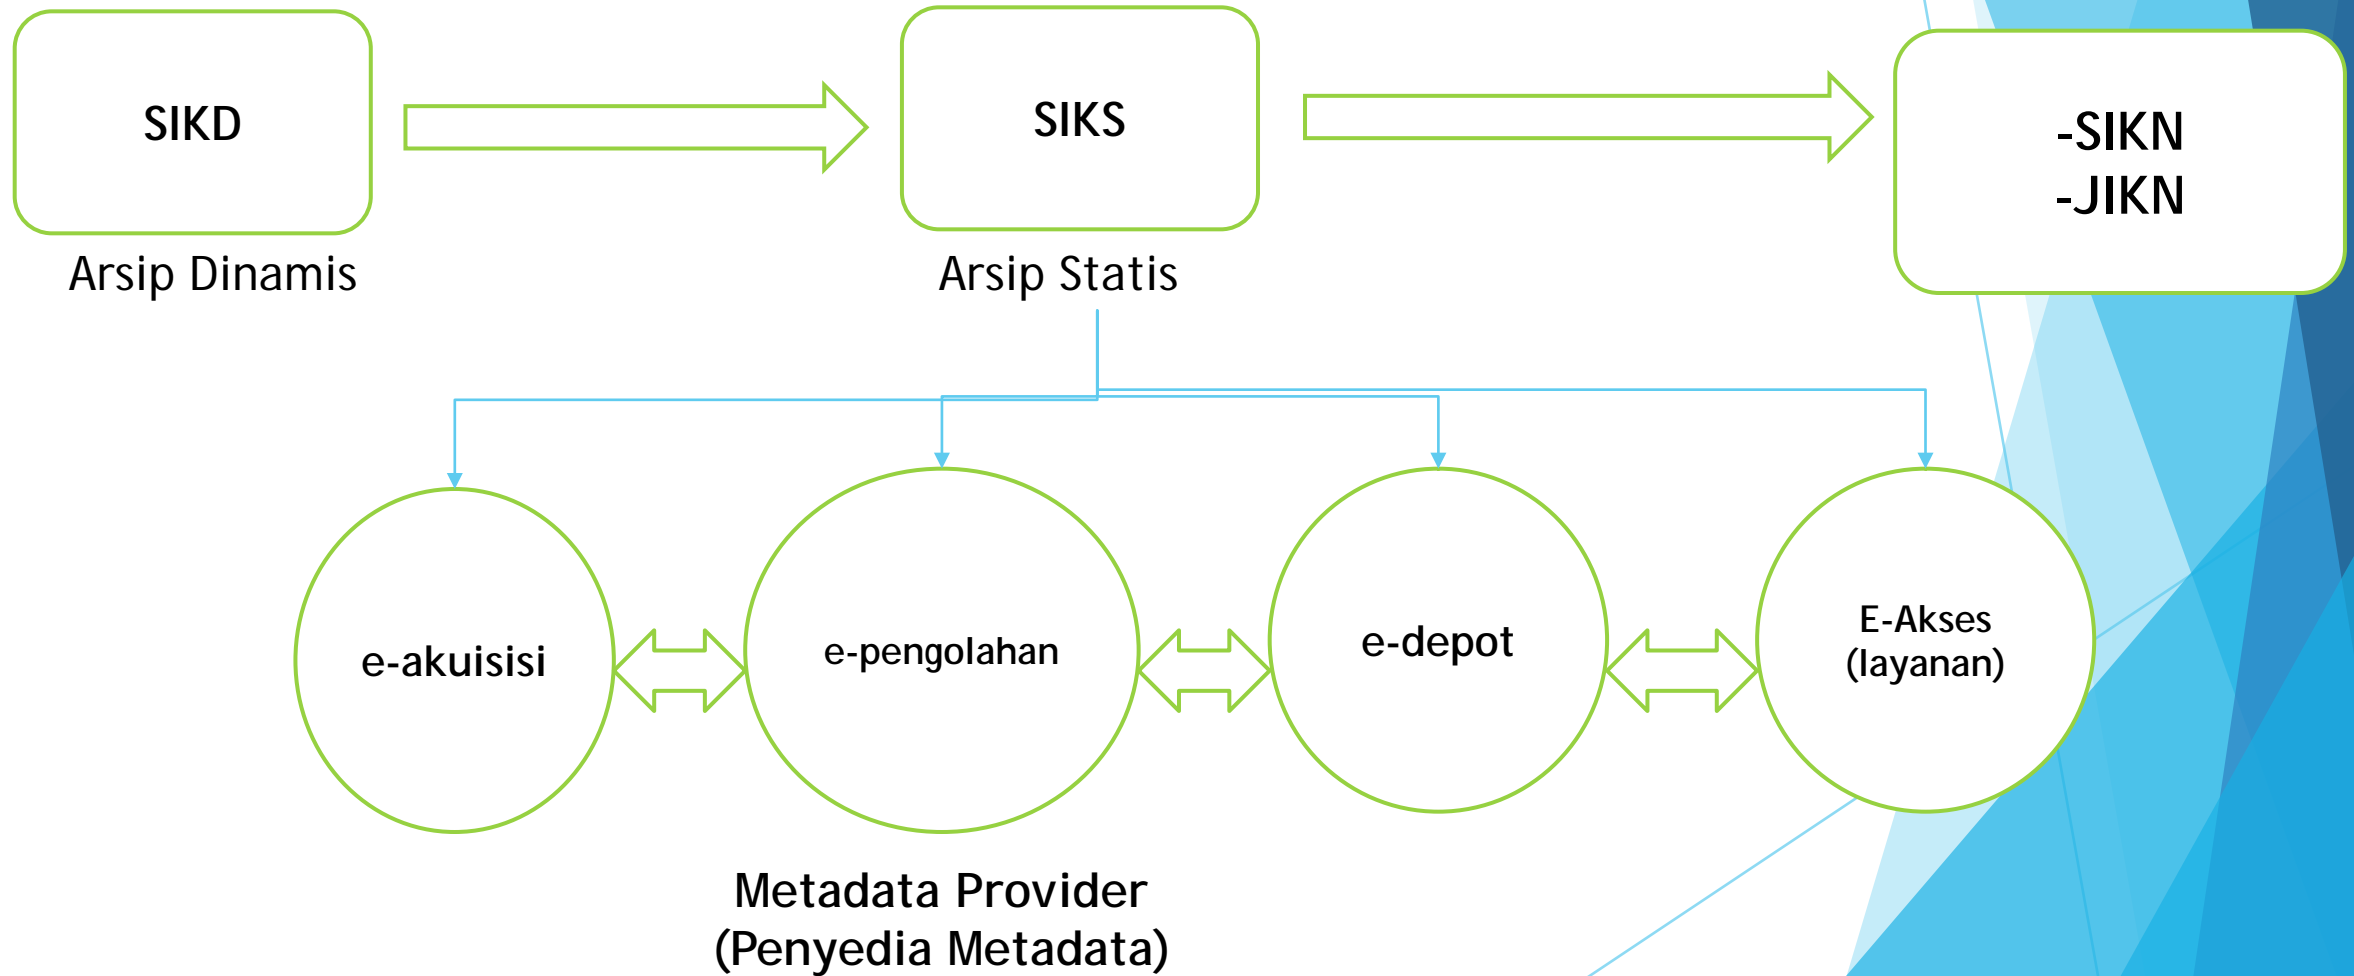 SIKD
SIKS
-SIKN
-JIKN
Arsip Dinamis
Arsip Statis
e-akuisisi
e-pengolahan
e-depot
E-Akses
(layanan)
Metadata Provider
(Penyedia Metadata)